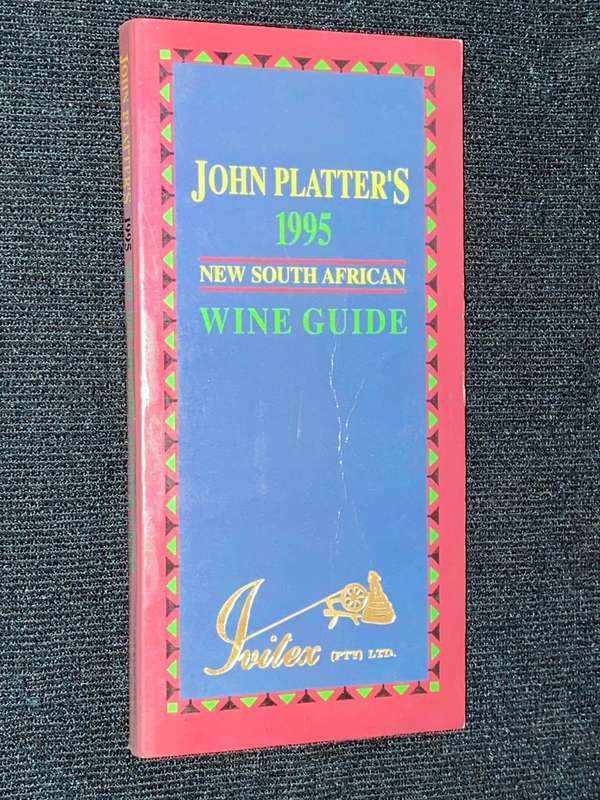 JOHN PLATTER'S 1995
JOHN PLATTER'S
1995
NEW SOUTH AFRICAN
WINE GUIDE
Ivitex (PTY) LTD.